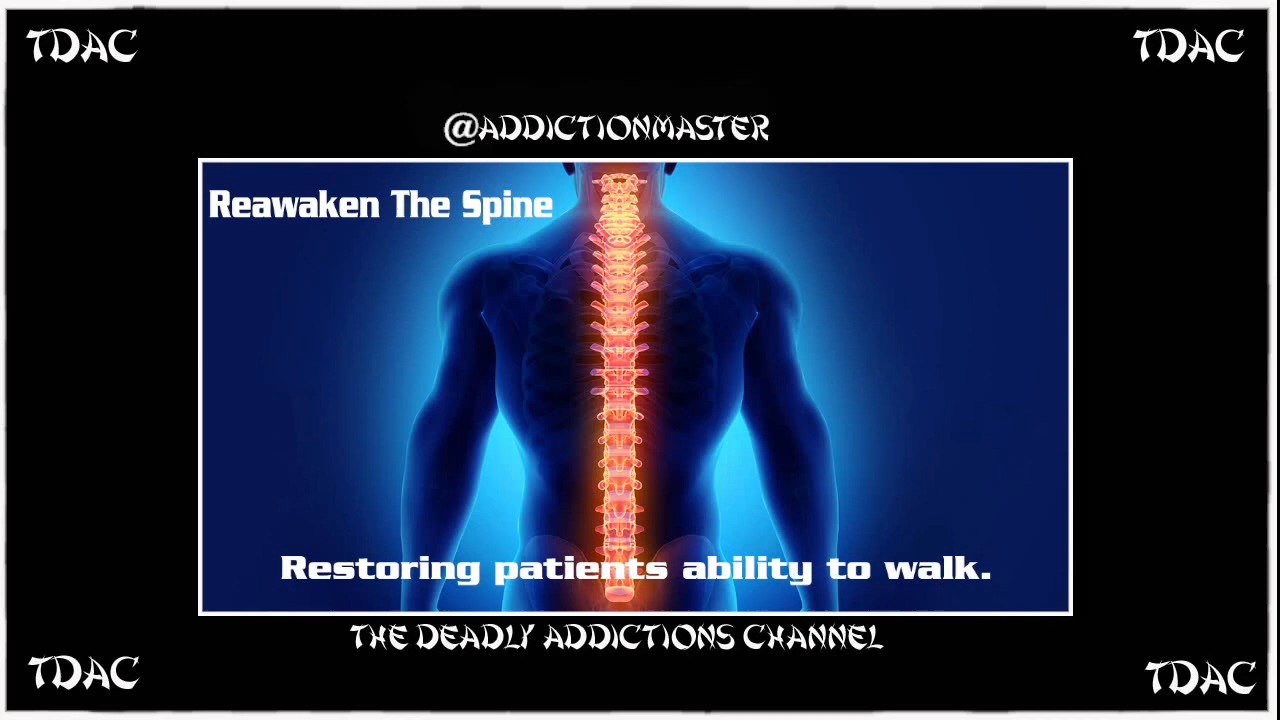 TDAC
TDAC
@ADDICTIONMASTER
Reawaken The Spine
Restoring patients ability to walk.
THE DEADLY ADDICTIONS CHANNEL
TDAC
TDAC